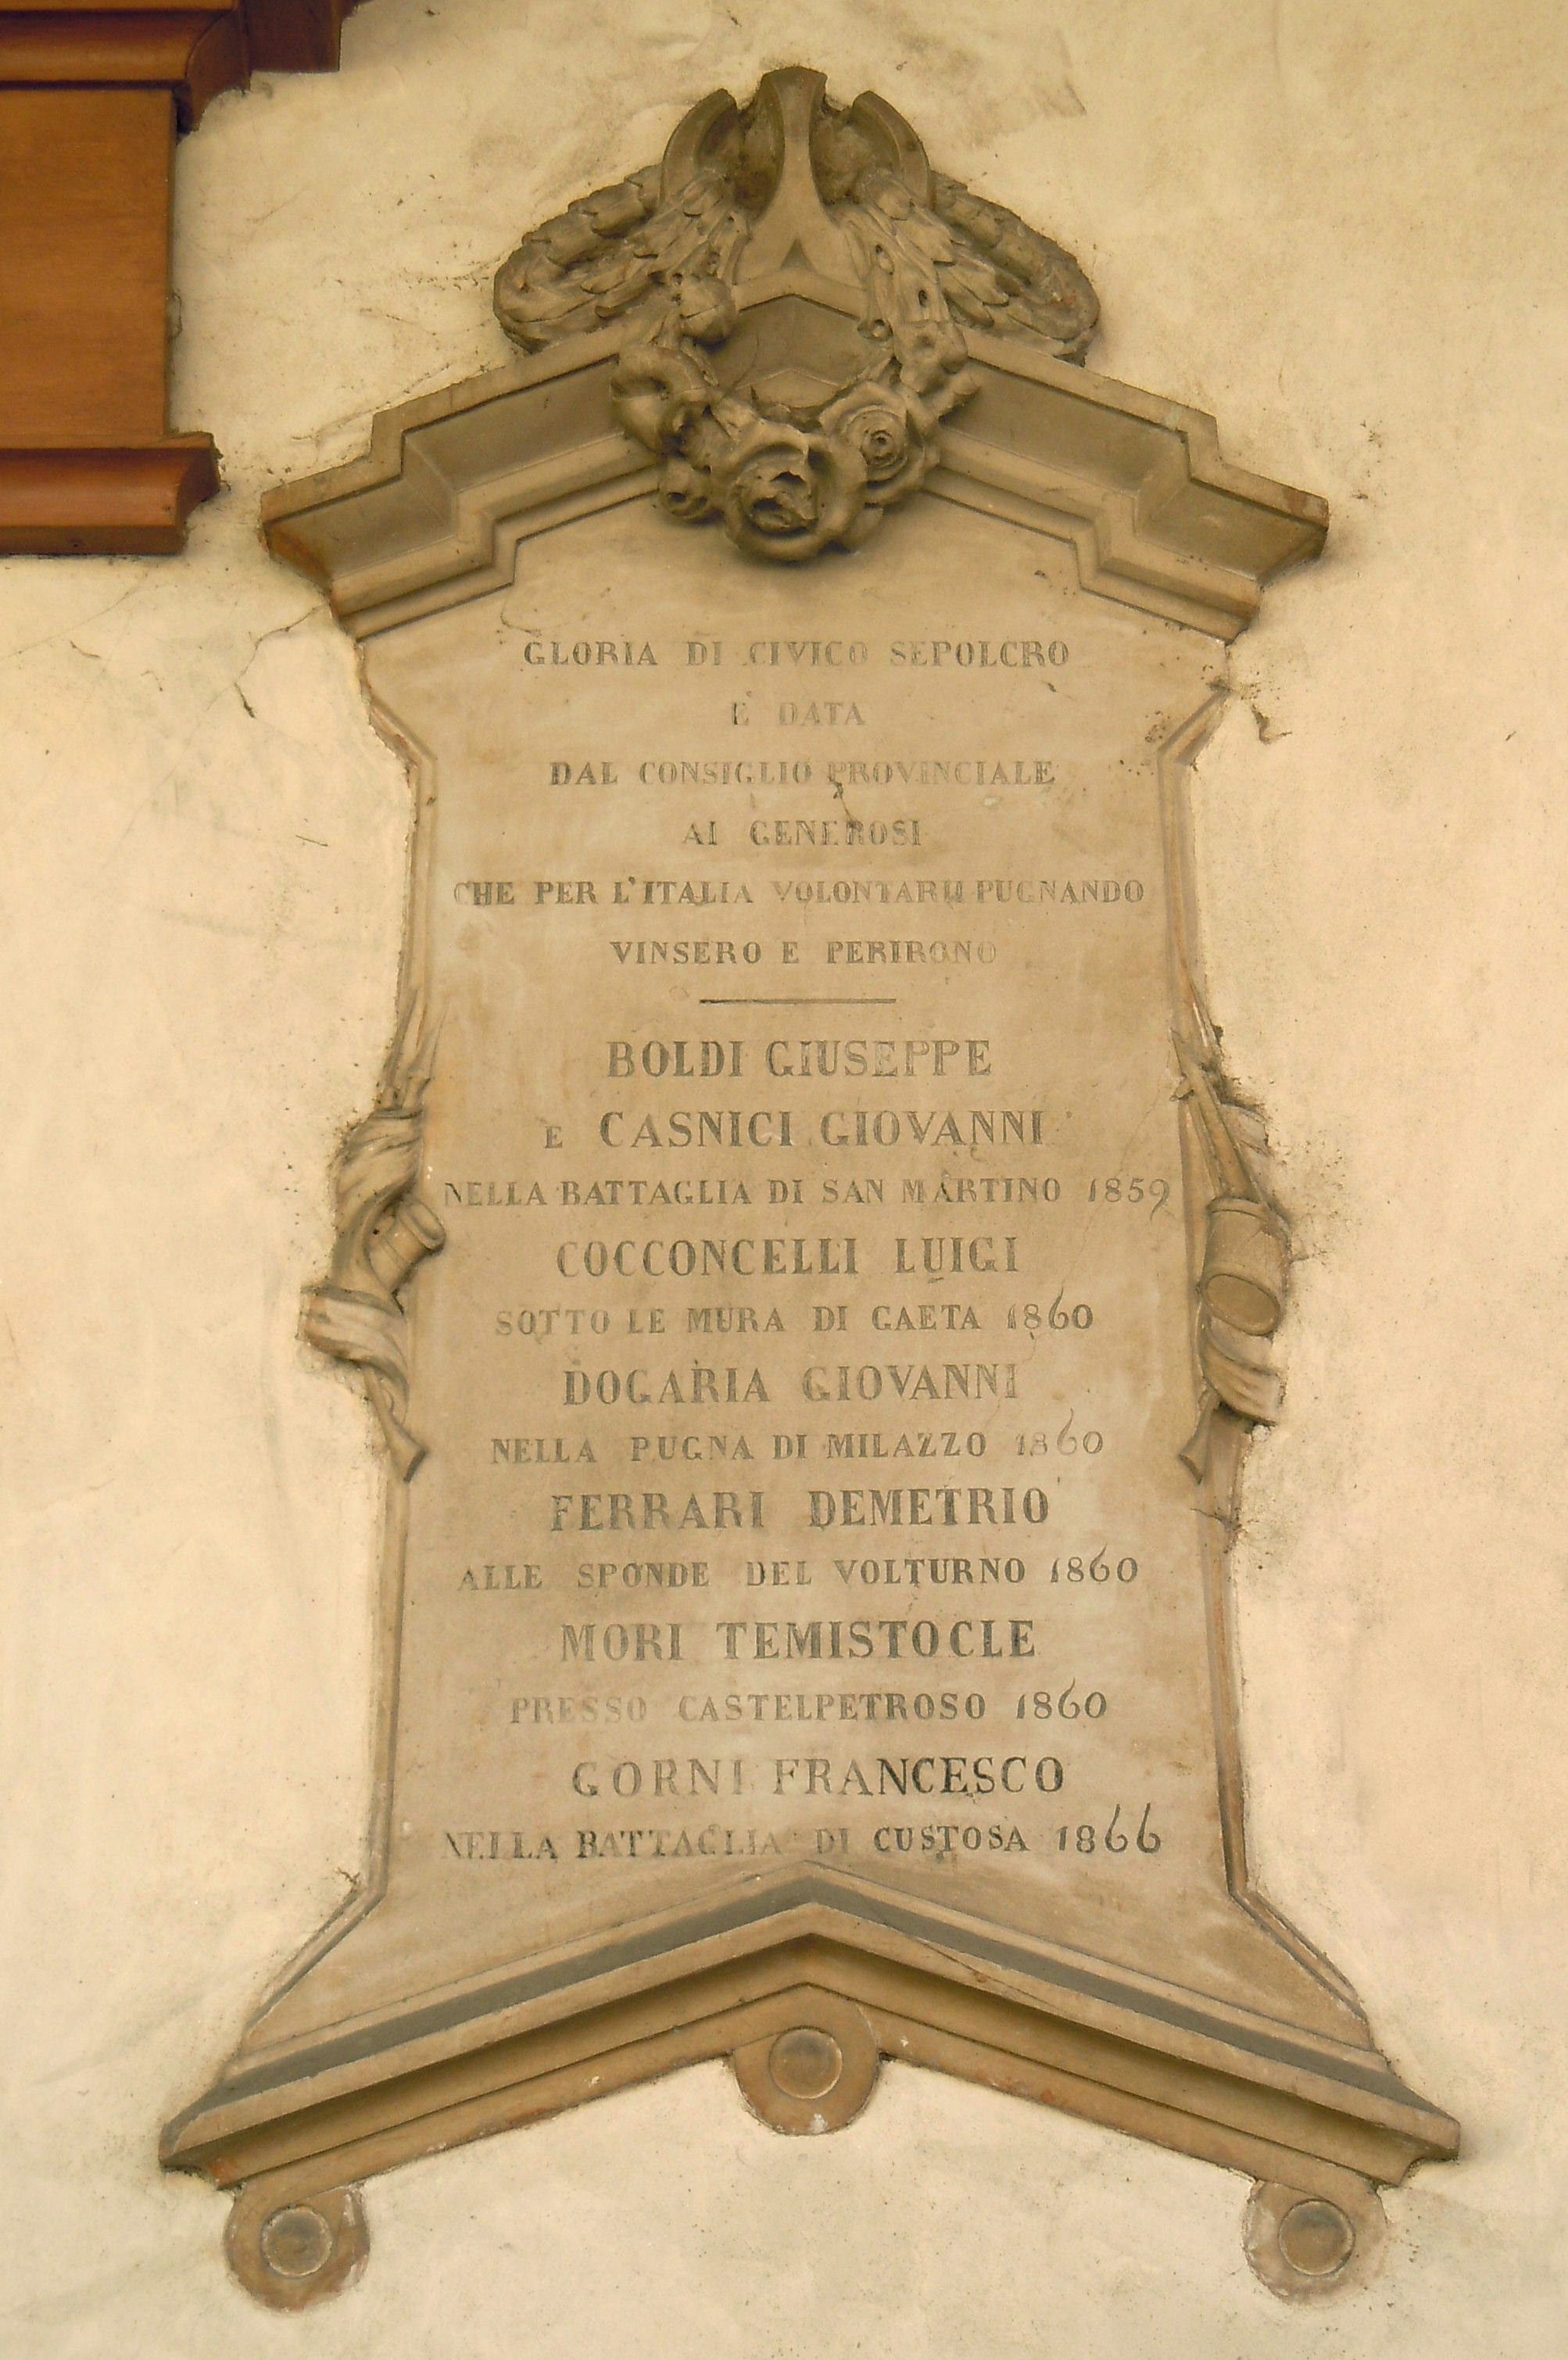 GLORIA DI CIVICO SEPOLCRO
È DATA
DAL CONSIGLIO PROVINCIALE
AI GENEROSI
CHE PER L'ITALIA VOLONTARII PUGNANDO
VINSERO E PERIRONO
BOLDI GIUSEPPE
E CASNICI GIOVANNI
NELLA BATTAGLIA DI SAN MARTINO 1859
COCCONCELLI LUIGI
SOTTO LE MURA DI GAETA 1860
DOGARIA GIOVANNI
NELLA PUGNA DI MILAZZO 1860
FERRARI DEMETRIO
ALLE SPONDE DEL VOLTURNO 1860
MORI TEMISTOCLE
PRESSO CASTELPETROSO 1860
GORNI FRANCESCO
NELLA BATTAGLIA DI CUSTOSA 1866